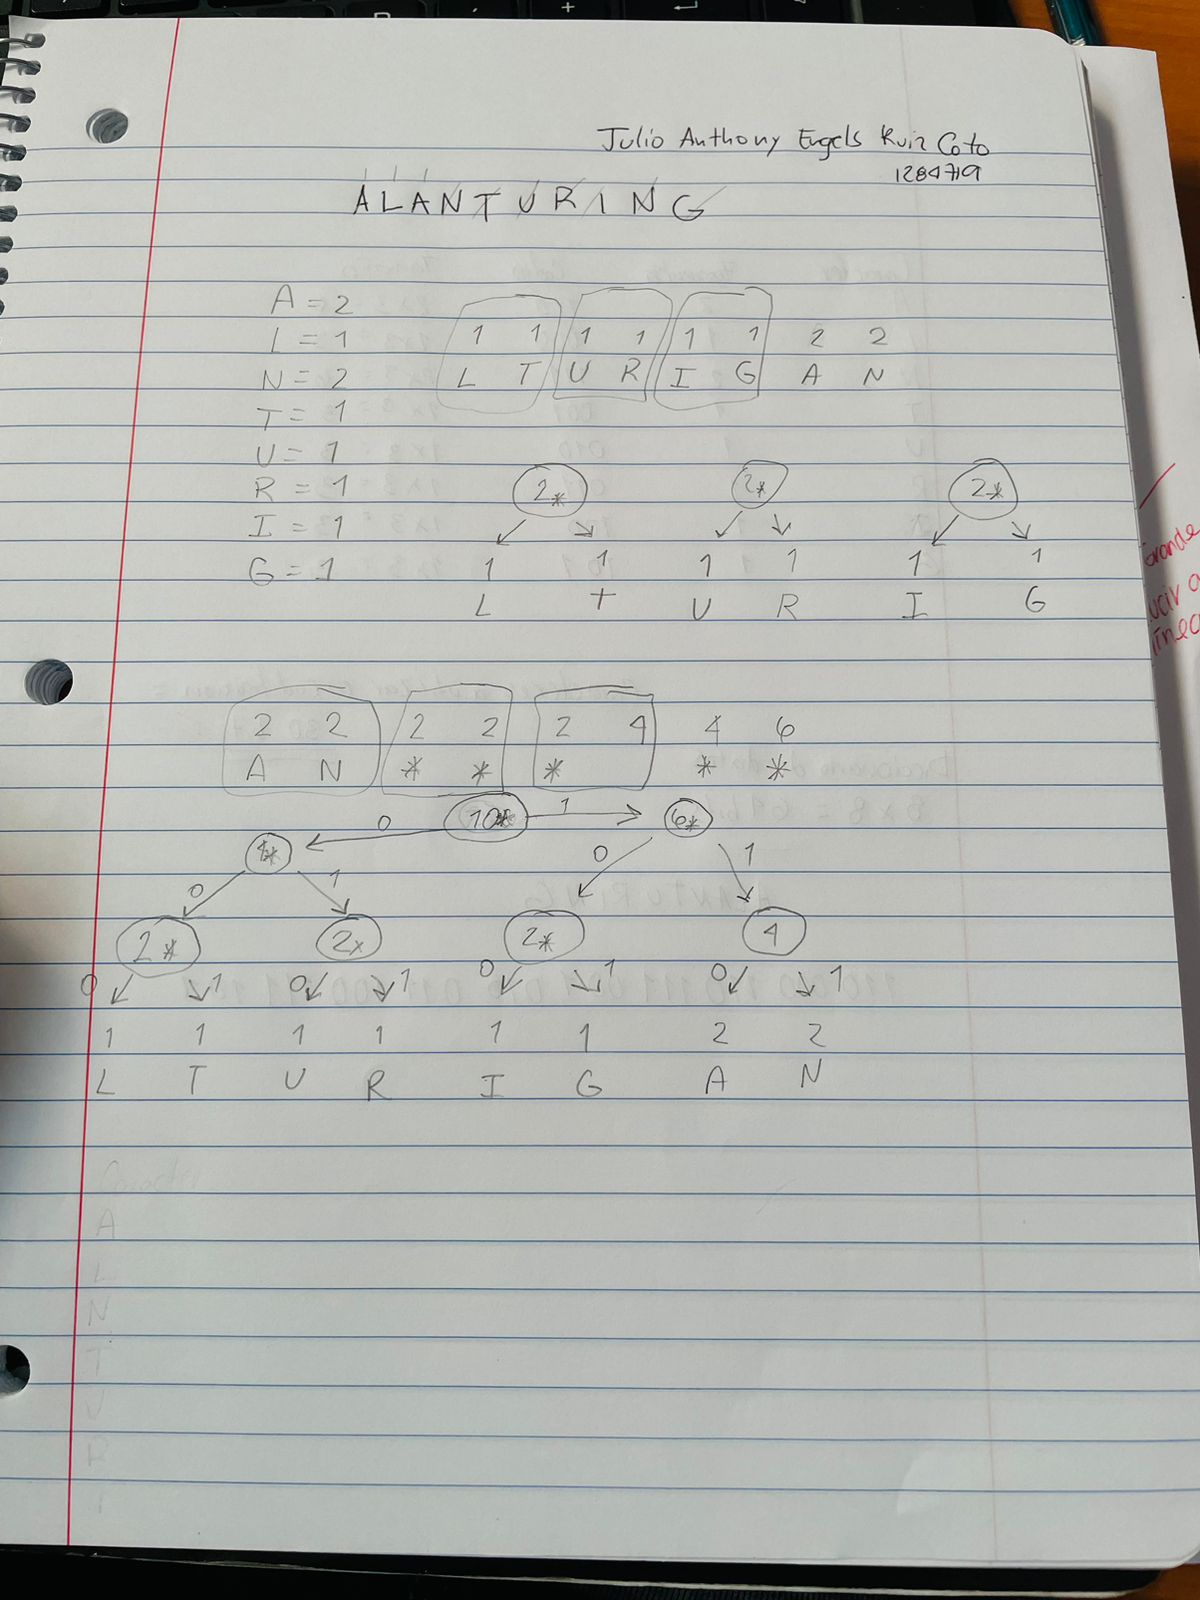 Julio Anthony Engels Ruiz Coto
1284719
ALANTURING
A = 2
L = 1
N = 2
T = 1
U = 1
R = 1
I = 1
G = 1
1 1 1 1 1 1 2 2
L T U R I G A N
2* 2* 2*
1 1 1 1 1 1
L T U R I G
2 2 2 2 2 4 4 6
A N * * * * *
0 10* 1 6*
4* 0 1
0 1
2* 2* 2* 4
0 1 0 1 0 1 0 1
1 1 1 1 1 1 2 2
L T U R I G A N